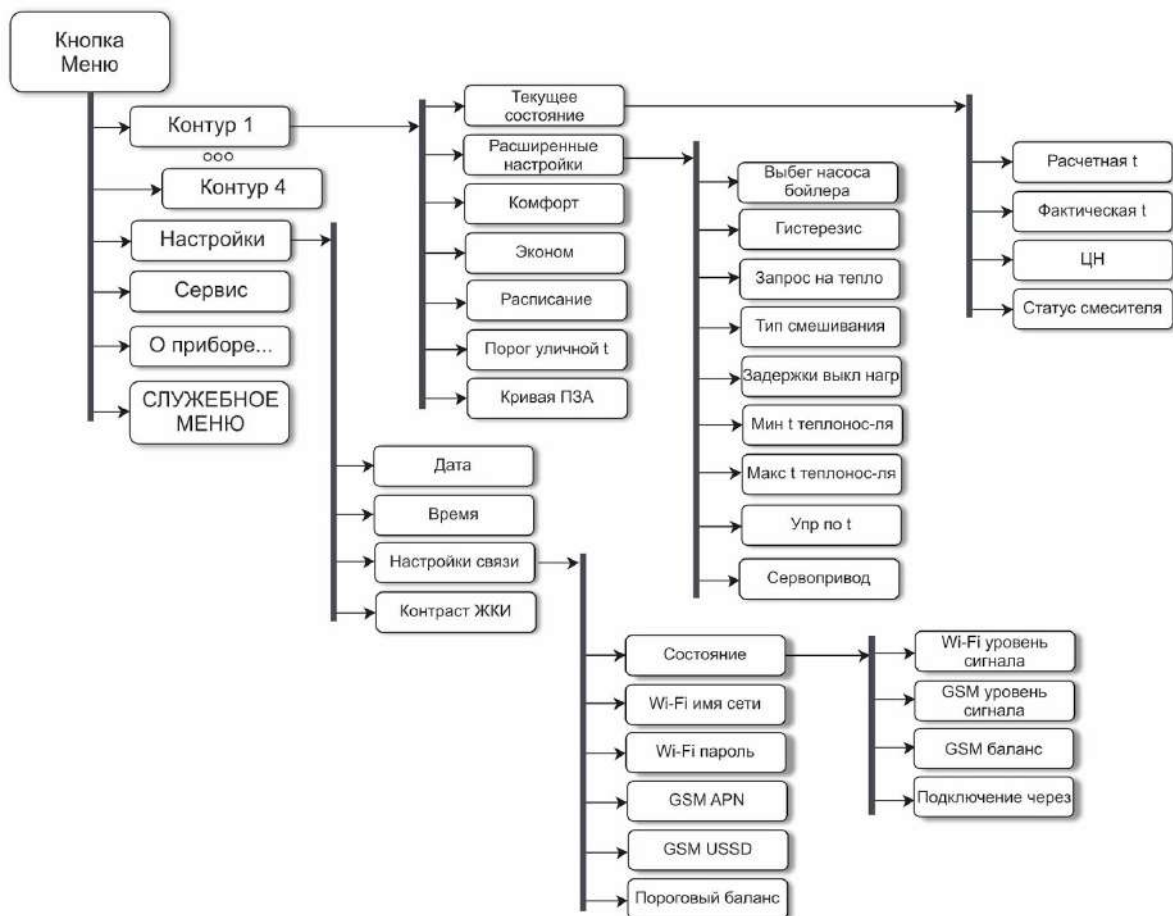 Кнопка
Меню
Контур 1
ooo
Контур 4
Настройки
Сервис
О приборе...
СЛУЖЕБНОЕ
МЕНЮ
Текущее
состояние
Расширенные
настройки
Комфорт
Эконом
Расписание
Порог уличной t
Кривая ПЗА
Расчетная t
Фактическая t
ЦН
Статус смесителя
Выбег насоса
бойлера
Гистерезис
Запрос на тепло
Тип смешивания
Задержки выкл нагр
Мин t теплонос-ля
Макс t теплонос-ля
Упр по t
Сервопривод
Дата
Время
Настройки связи
Контраст ЖКИ
Состояние
Wi-Fi имя сети
Wi-Fi пароль
GSM APN
GSM USSD
Пороговый баланс
Wi-Fi уровень
сигнала
GSM уровень
сигнала
GSM баланс
Подключение через